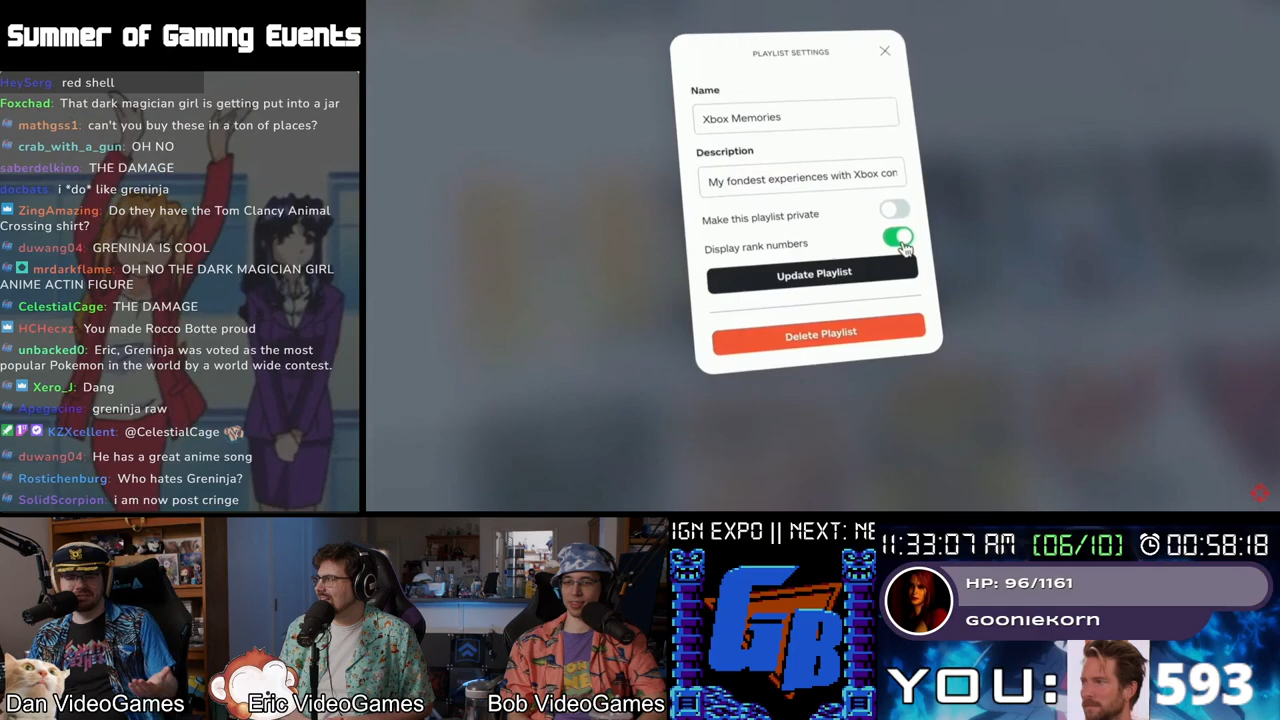 Summer of Gaming Events
HeySorg: red shell
Foxchad: That dark magician girl is getting put into a jar
mathgss1: can't you buy these in a ton of places?
crab_with_a_gun: OH NO
saberdelkino: THE DAMAGE
docbats: i *do* like greninja
ZingAmazing: Do they have the Tom Clancy Animal
Crossing shirt?
duwang04: GRENINJA IS COOL
mrdarkflame: OH NO THE DARK MAGICIAN GIRL
ANIME ACTIN FIGURE
CelestialCage: THE DAMAGE
HCHecxz: You made Rocco Botte proud
unbacked0: Eric, Greninja was voted as the most
popular Pokemon in the world by a world wide contest.
Xero_J: Dang
Apegacine: greninja raw
KZXcellent: @CelestialCage
duwang04: He has a great anime song
Rostichenburg: Who hates Greninja?
SolidScorpion: i am now post cringe
PLAYLIST SETTINGS
Name
Xbox Memories
Description
My fondest experiences with Xbox con
Make this playlist private
Display rank numbers
Update Playlist
Delete Playlist
Dan VideoGames
Eric VideoGames
Bob VideoGames
IGN EXPO || NEXT: NE
GB
11:33:07 AM [06/10] 00:58:18
HP: 96/1161
GOONIEKORN
YOU: 593